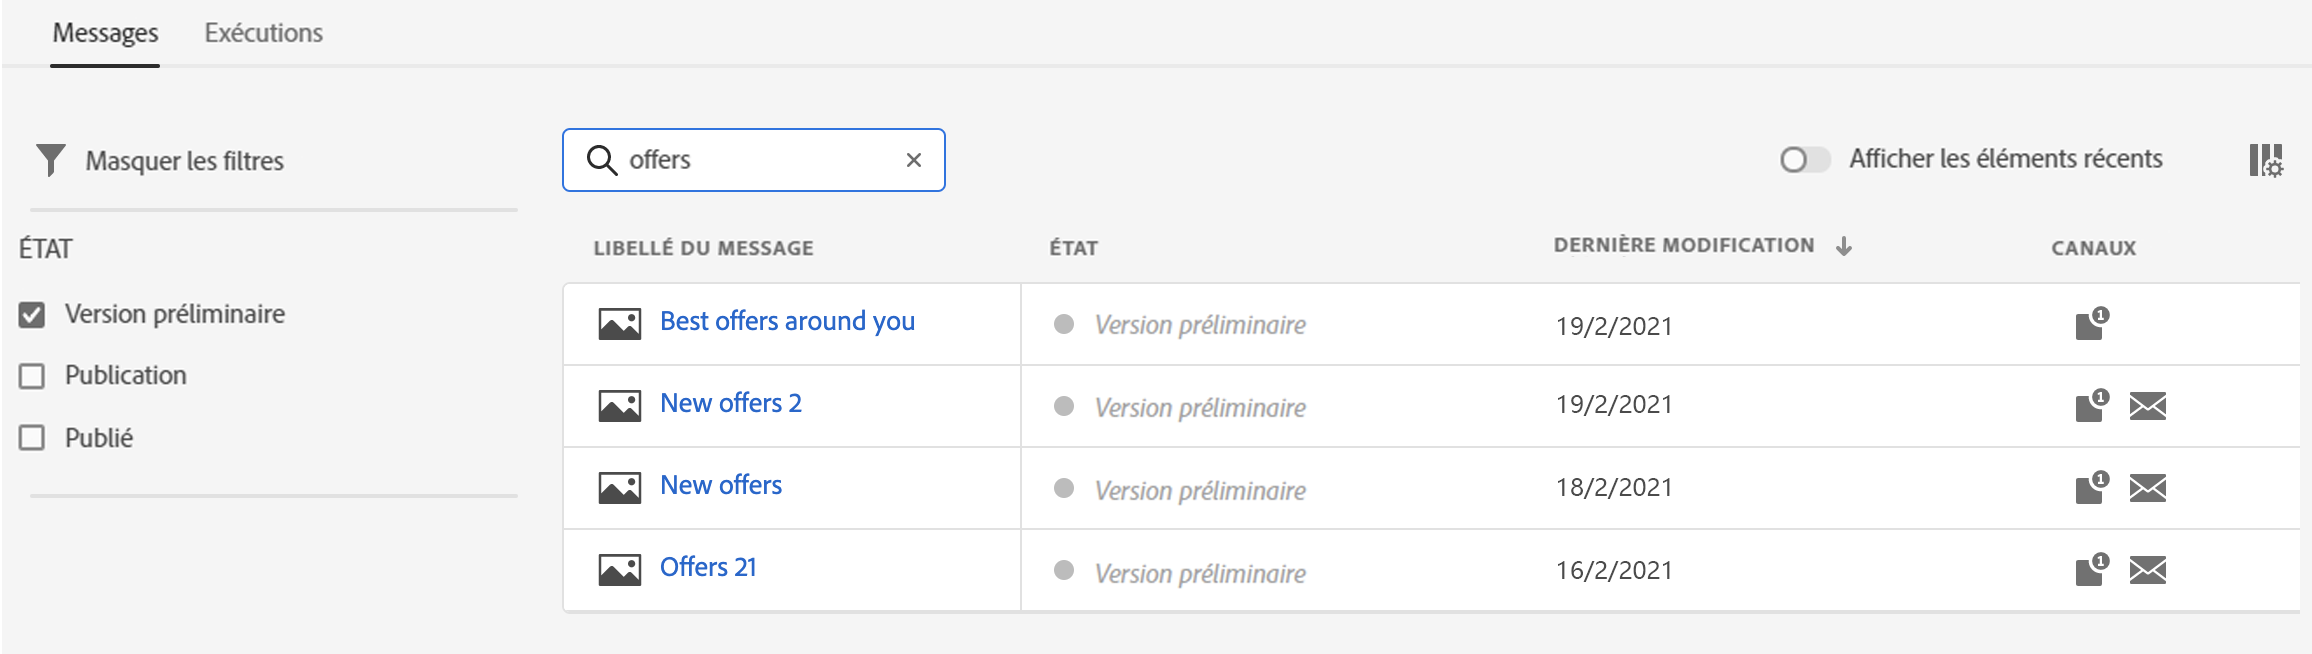 Messages Exécutions
Masquer les filtres
offers
Afficher les éléments récents
ÉTAT
Version préliminaire
Publication
Publié
LIBELLÉ DU MESSAGE ÉTAT DERNIÈRE MODIFICATION CANAUX
Best offers around you Version préliminaire 19/2/2021 1
New offers 2 Version préliminaire 19/2/2021 1
New offers Version préliminaire 18/2/2021 1
Offers 21 Version préliminaire 16/2/2021 1